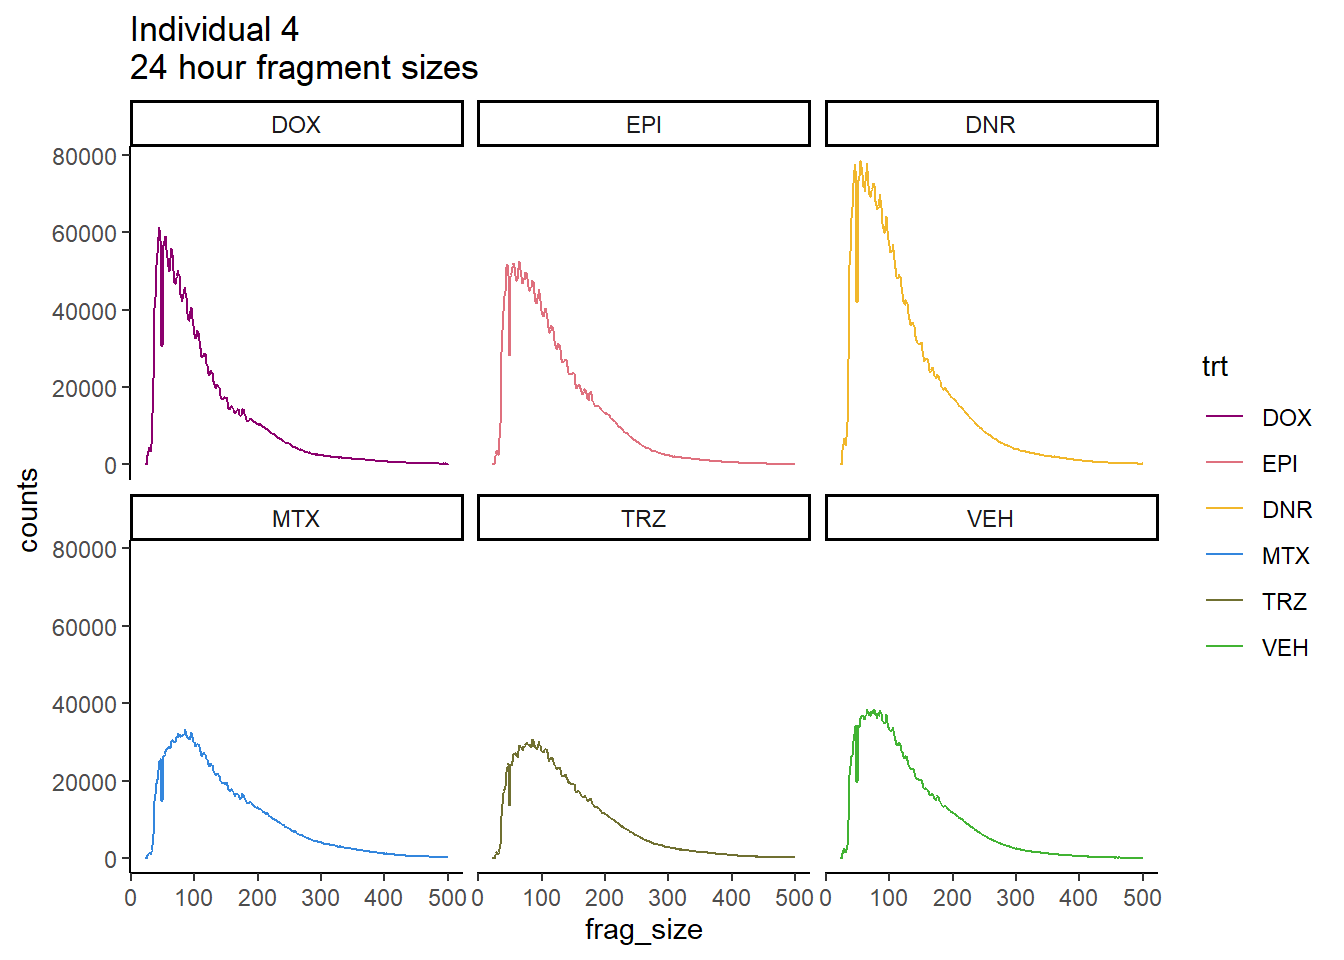 Individual 4
24 hour fragment sizes
DOX
EPI
DNR
80000
60000
40000
20000
0
counts
MTX
TRZ
VEH
80000
60000
40000
20000
0
0 100 200 300 400 500
0 100 200 300 400 500
0 100 200 300 400 500
frag_size
trt
DOX
EPI
DNR
MTX
TRZ
VEH